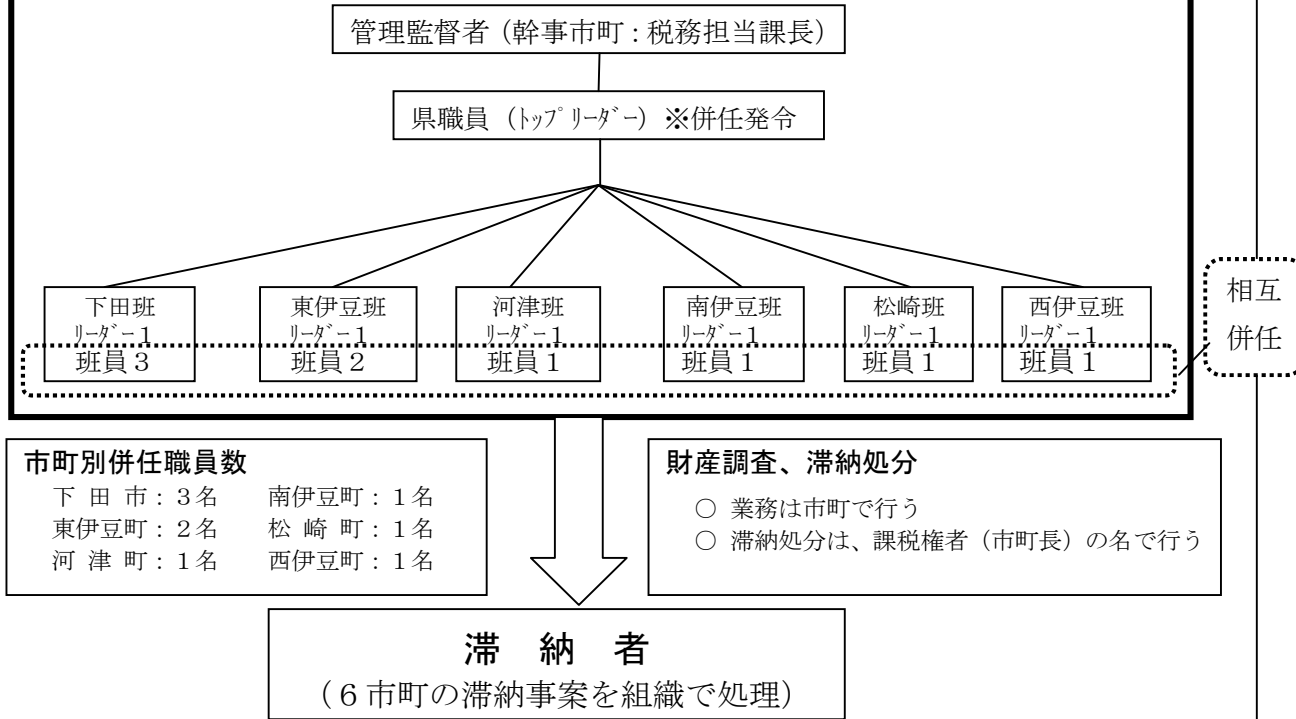 管理監督者（幹事市町：税務担当課長）
県職員（ﾄｯﾌﾟﾘｰﾀﾞｰ）※併任発令
下田班
ﾘｰﾀﾞｰ1
班員３
東伊豆班
ﾘｰﾀﾞｰ1
班員２
河津班
ﾘｰﾀﾞｰ1
班員１
南伊豆班
ﾘｰﾀﾞｰ1
班員１
松崎班
ﾘｰﾀﾞｰ1
班員１
西伊豆班
ﾘｰﾀﾞｰ1
班員１
相互
併任
市町別併任職員数
下 田 市：３名　南伊豆町：１名
東伊豆町：２名　松 崎 町：１名
河 津 町：１名　西伊豆町：１名
財産調査、滞納処分
○ 業務は市町で行う
○ 滞納処分は、課税権者（市町長）の名で行う
滞　納　者
（６市町の滞納事案を組織で処理）